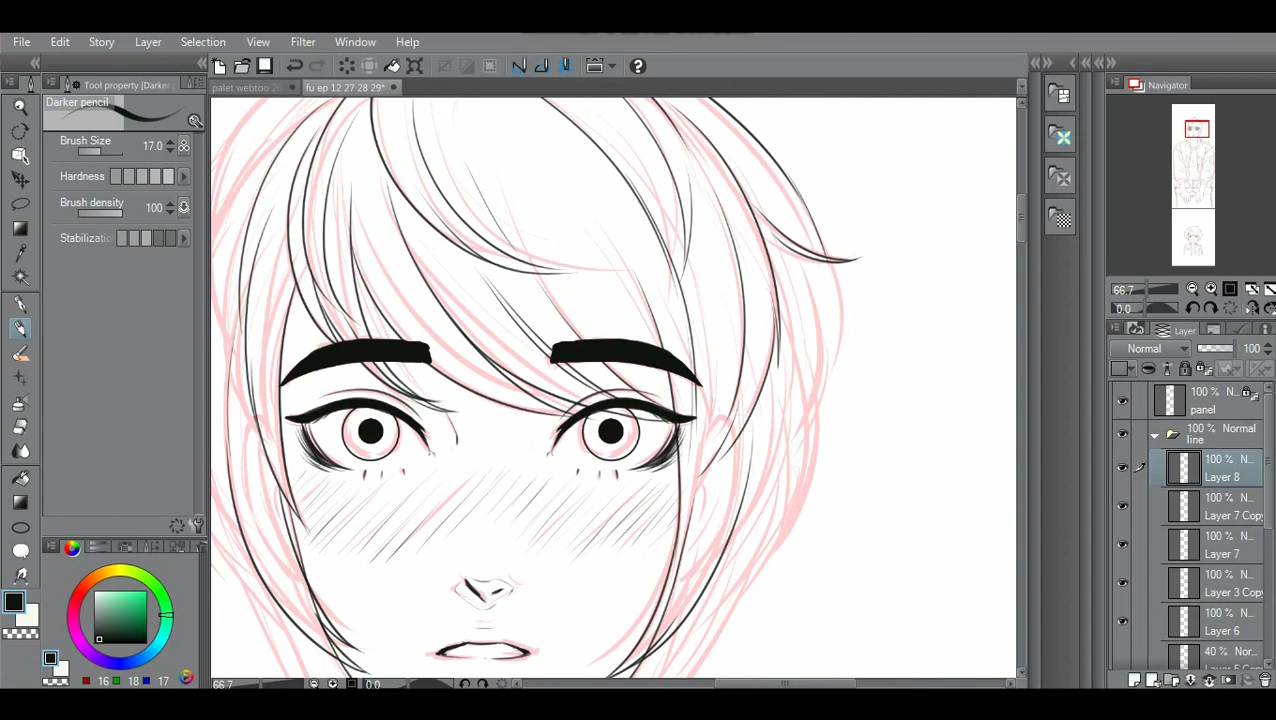 File Edit Story Layer Selection View Filter Window Help
Tool property [Darker
palet webtoo
fu ep 12 27 28 29*
Navigator
Darker pencil
Brush Size 17.0
Hardness
Brush density 100
Stabilizatio
66.7
0.0
Layer
Normal 100
100 %
panel
100 % Normal
line
100 % N...
Layer 8
100 % N...
Layer 7 Copy
100 % N...
Layer 7
100 % N...
Layer 3 Copy
100 % N...
Layer 6
40 % Nor...
16 18 17
66.7 0.0